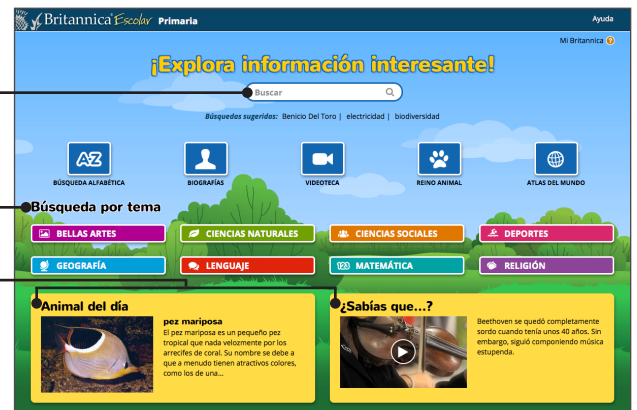 Britannica Escolar Primaria
Ayuda
Mi Britannica ?
¡Explora información interesante!
Buscar
Búsquedas sugeridas: Benicio Del Toro | electricidad | biodiversidad
AZ
BÚSQUEDA ALFABÉTICA
BIOGRAFÍAS
VIDEOTECA
REINO ANIMAL
ATLAS DEL MUNDO
Búsqueda por tema
BELLAS ARTES
CIENCIAS NATURALES
CIENCIAS SOCIALES
DEPORTES
GEOGRAFÍA
LENGUAJE
123 MATEMÁTICA
RELIGIÓN
Animal del día
pez mariposa
El pez mariposa es un pequeño pez
tropical que nada velozmente por los
arrecifes de coral. Su nombre se debe a
que a menudo tienen atractivos colores,
como los de una...
¿Sabías que...?
Beethoven se quedó completamente
sordo cuando tenía unos 40 años. Sin
embargo, siguió componiendo música
estupenda.